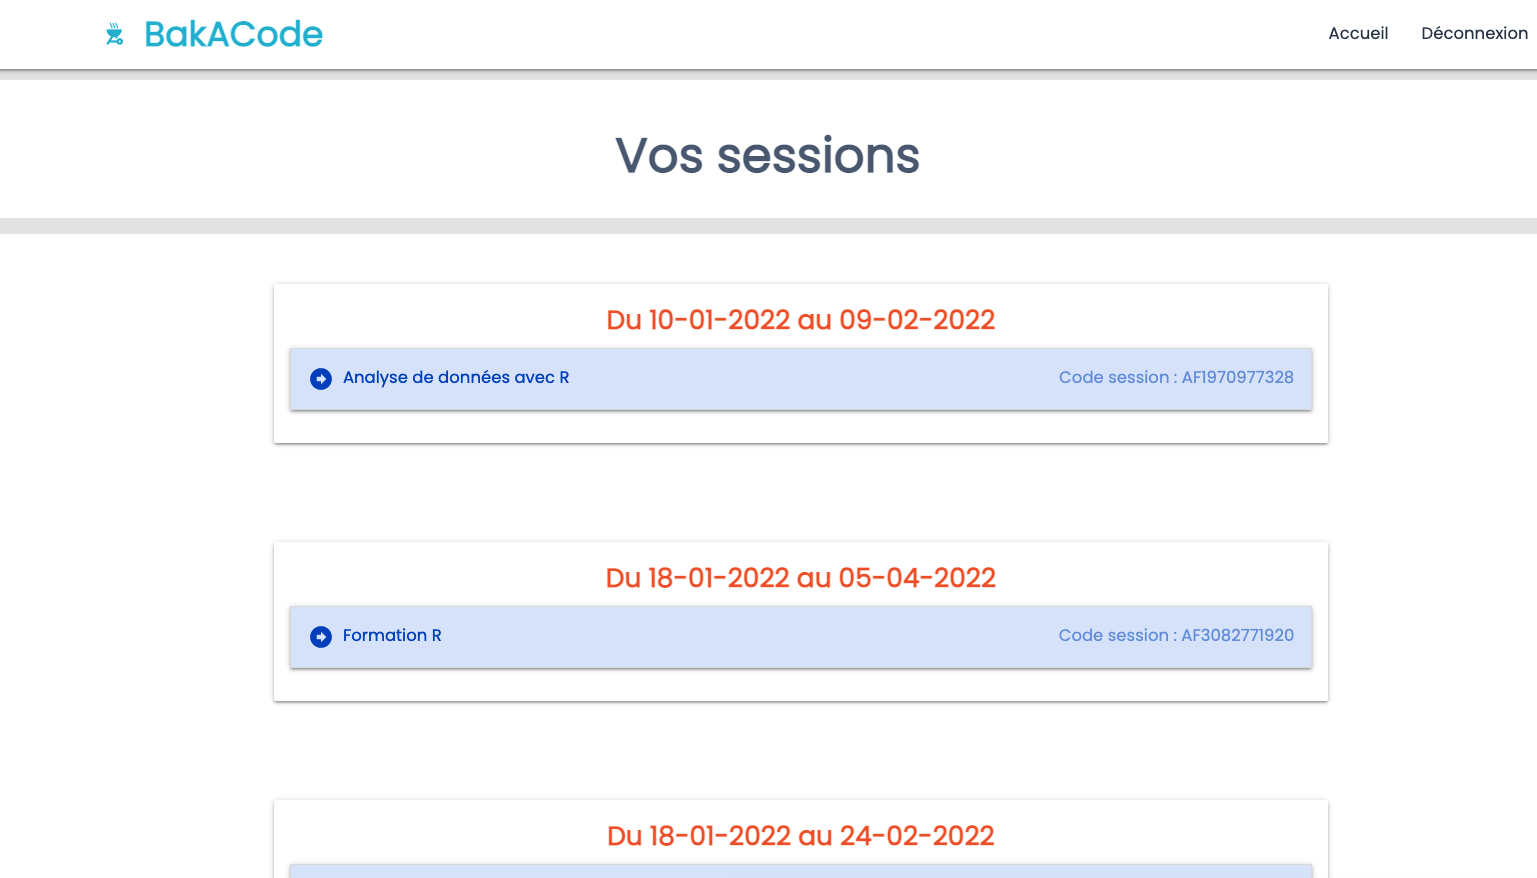 BakACode
Accueil Déconnexion
Vos sessions
Du 10-01-2022 au 09-02-2022
Analyse de données avec R Code session : AF1970977328
Du 18-01-2022 au 05-04-2022
Formation R Code session : AF3082771920
Du 18-01-2022 au 24-02-2022